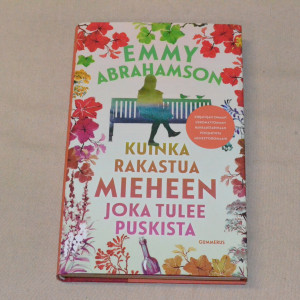 EMMY
ABRAHAMSON
KUINKA
RAKASTUA
MIEHEEN
JOKA TULEE
PUSKISTA
GUMMERUS